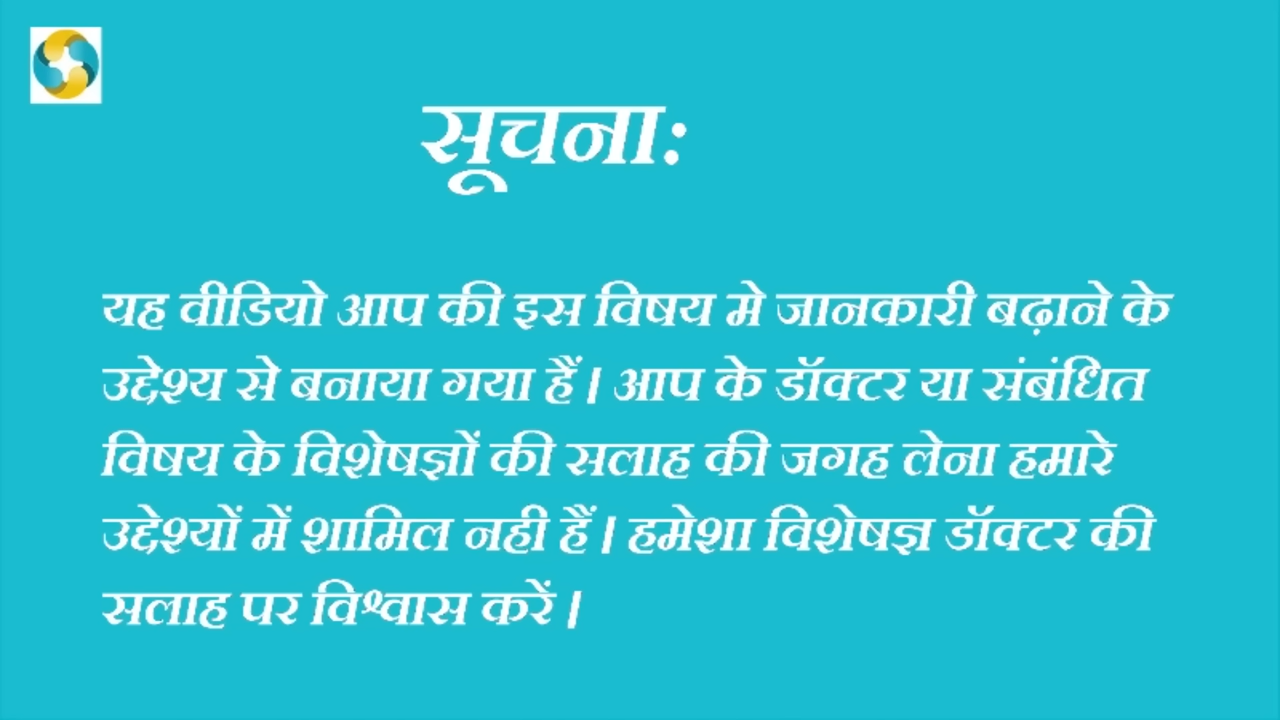 सूचना:
यह वीडियो आप की इस विषय मे जानकारी बढ़ाने के
उद्देश्य से बनाया गया हैं। आप के डॉक्टर या संबंधित
विषय के विशेषज्ञों की सलाह की जगह लेना हमारे
उद्देश्यों में शामिल नही हैं। हमेशा विशेषज्ञ डॉक्टर की
सलाह पर विश्वास करें।